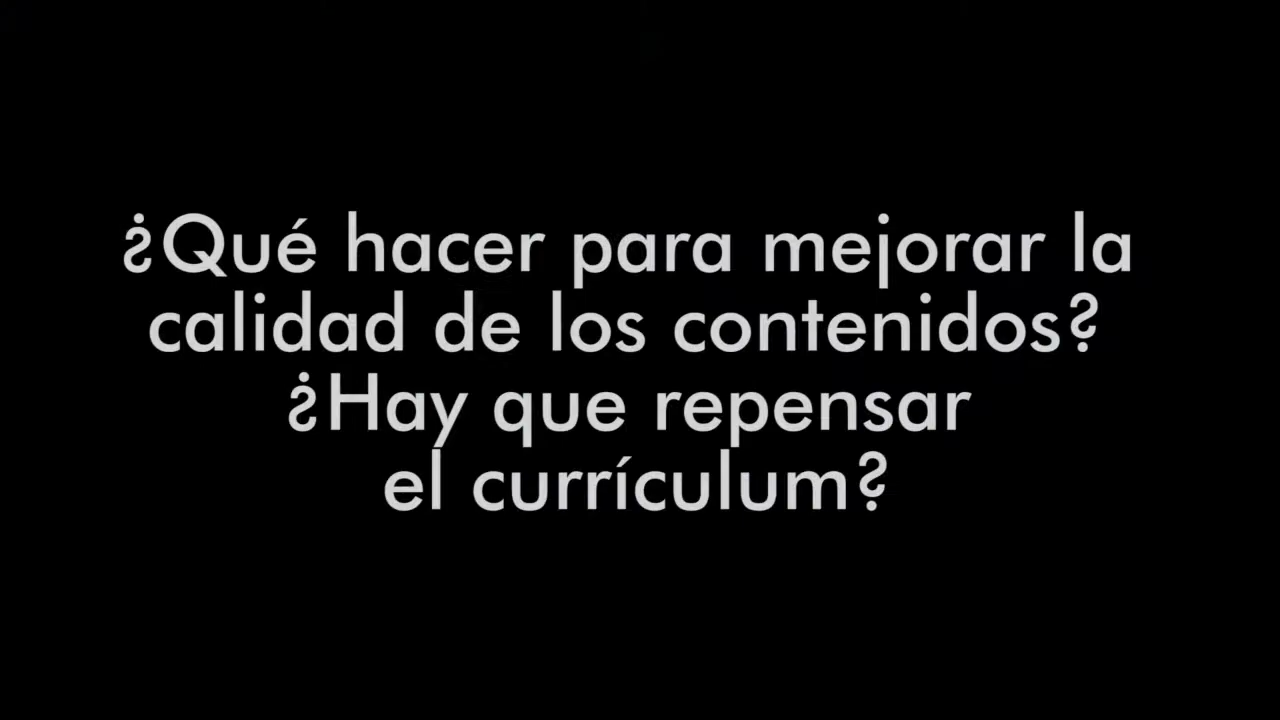 ¿Qué hacer para mejorar la
calidad de los contenidos?
¿Hay que repensar
el currículum?